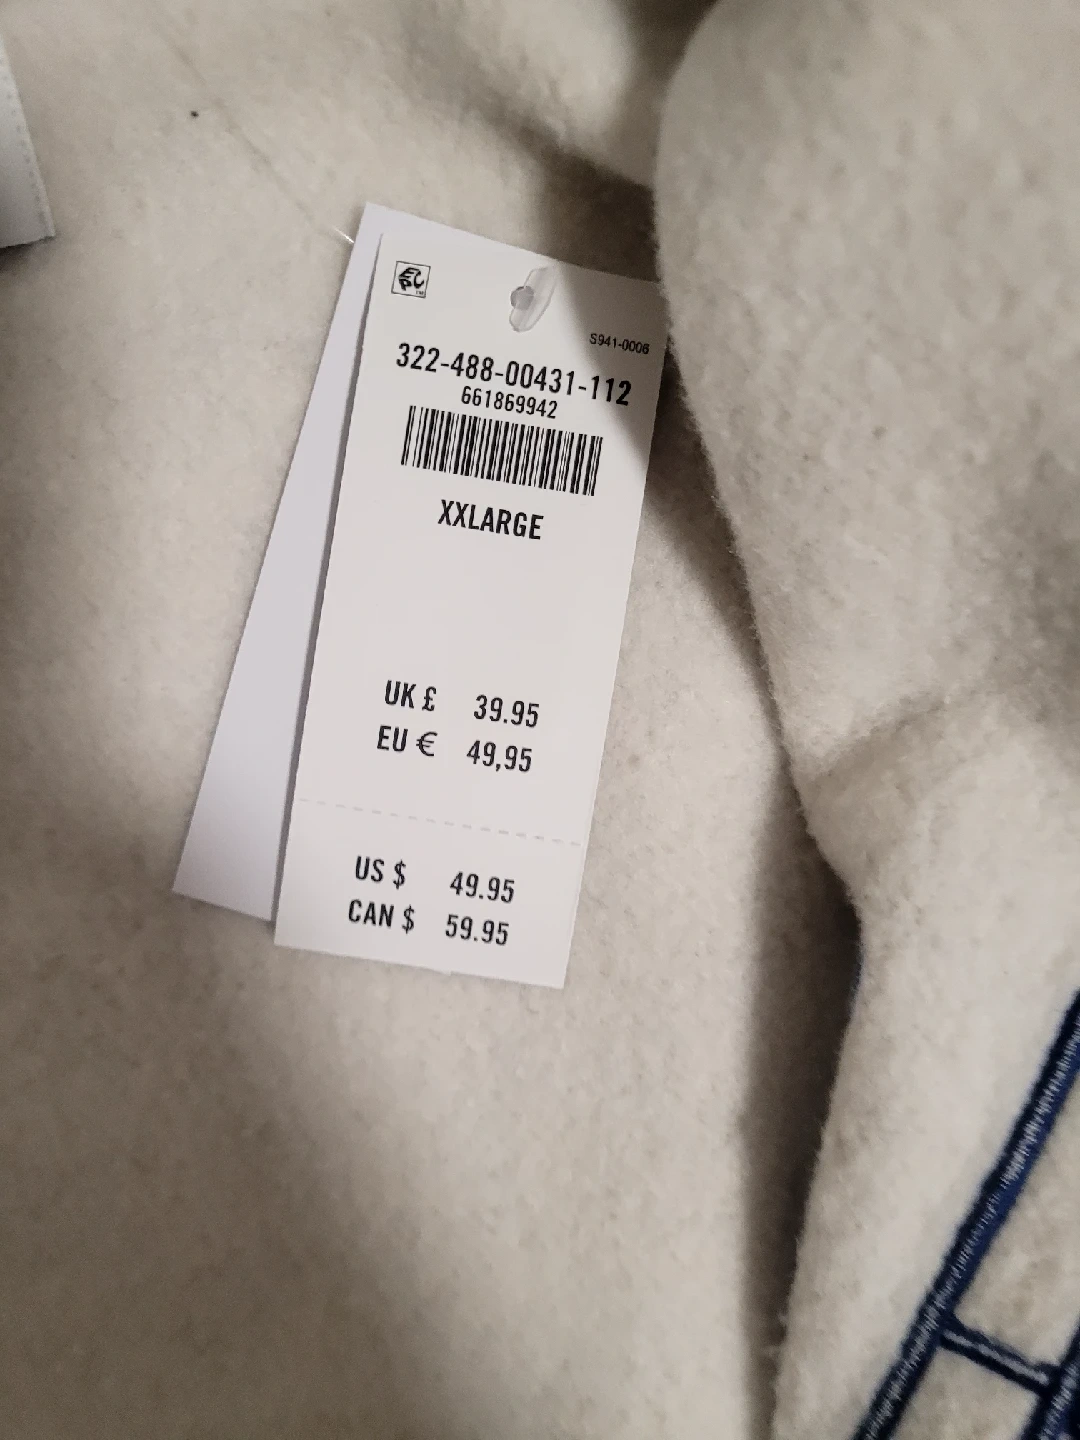 S941-0006
322-488-00431-112
661869942
XXLARGE
UK £ 39.95
EU € 49,95
US $ 49.95
CAN $ 59.95